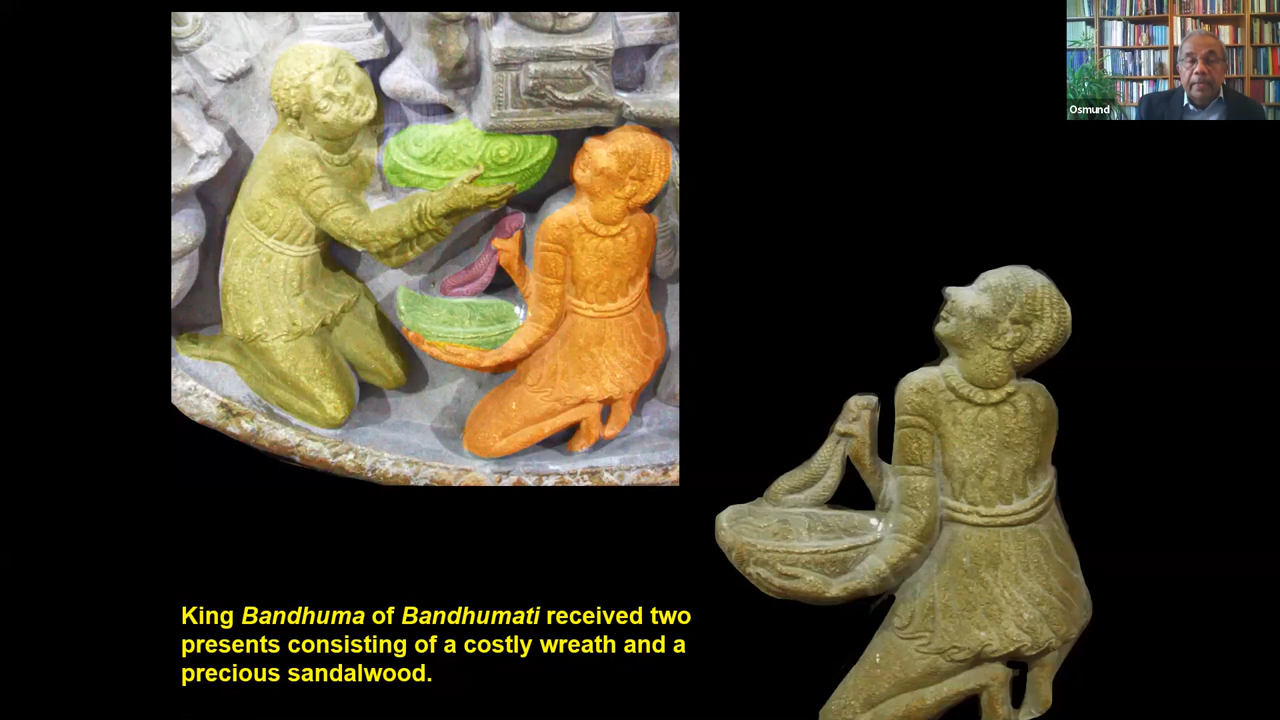 Osmund
King Bandhuma of Bandhumati received two
presents consisting of a costly wreath and a
precious sandalwood.